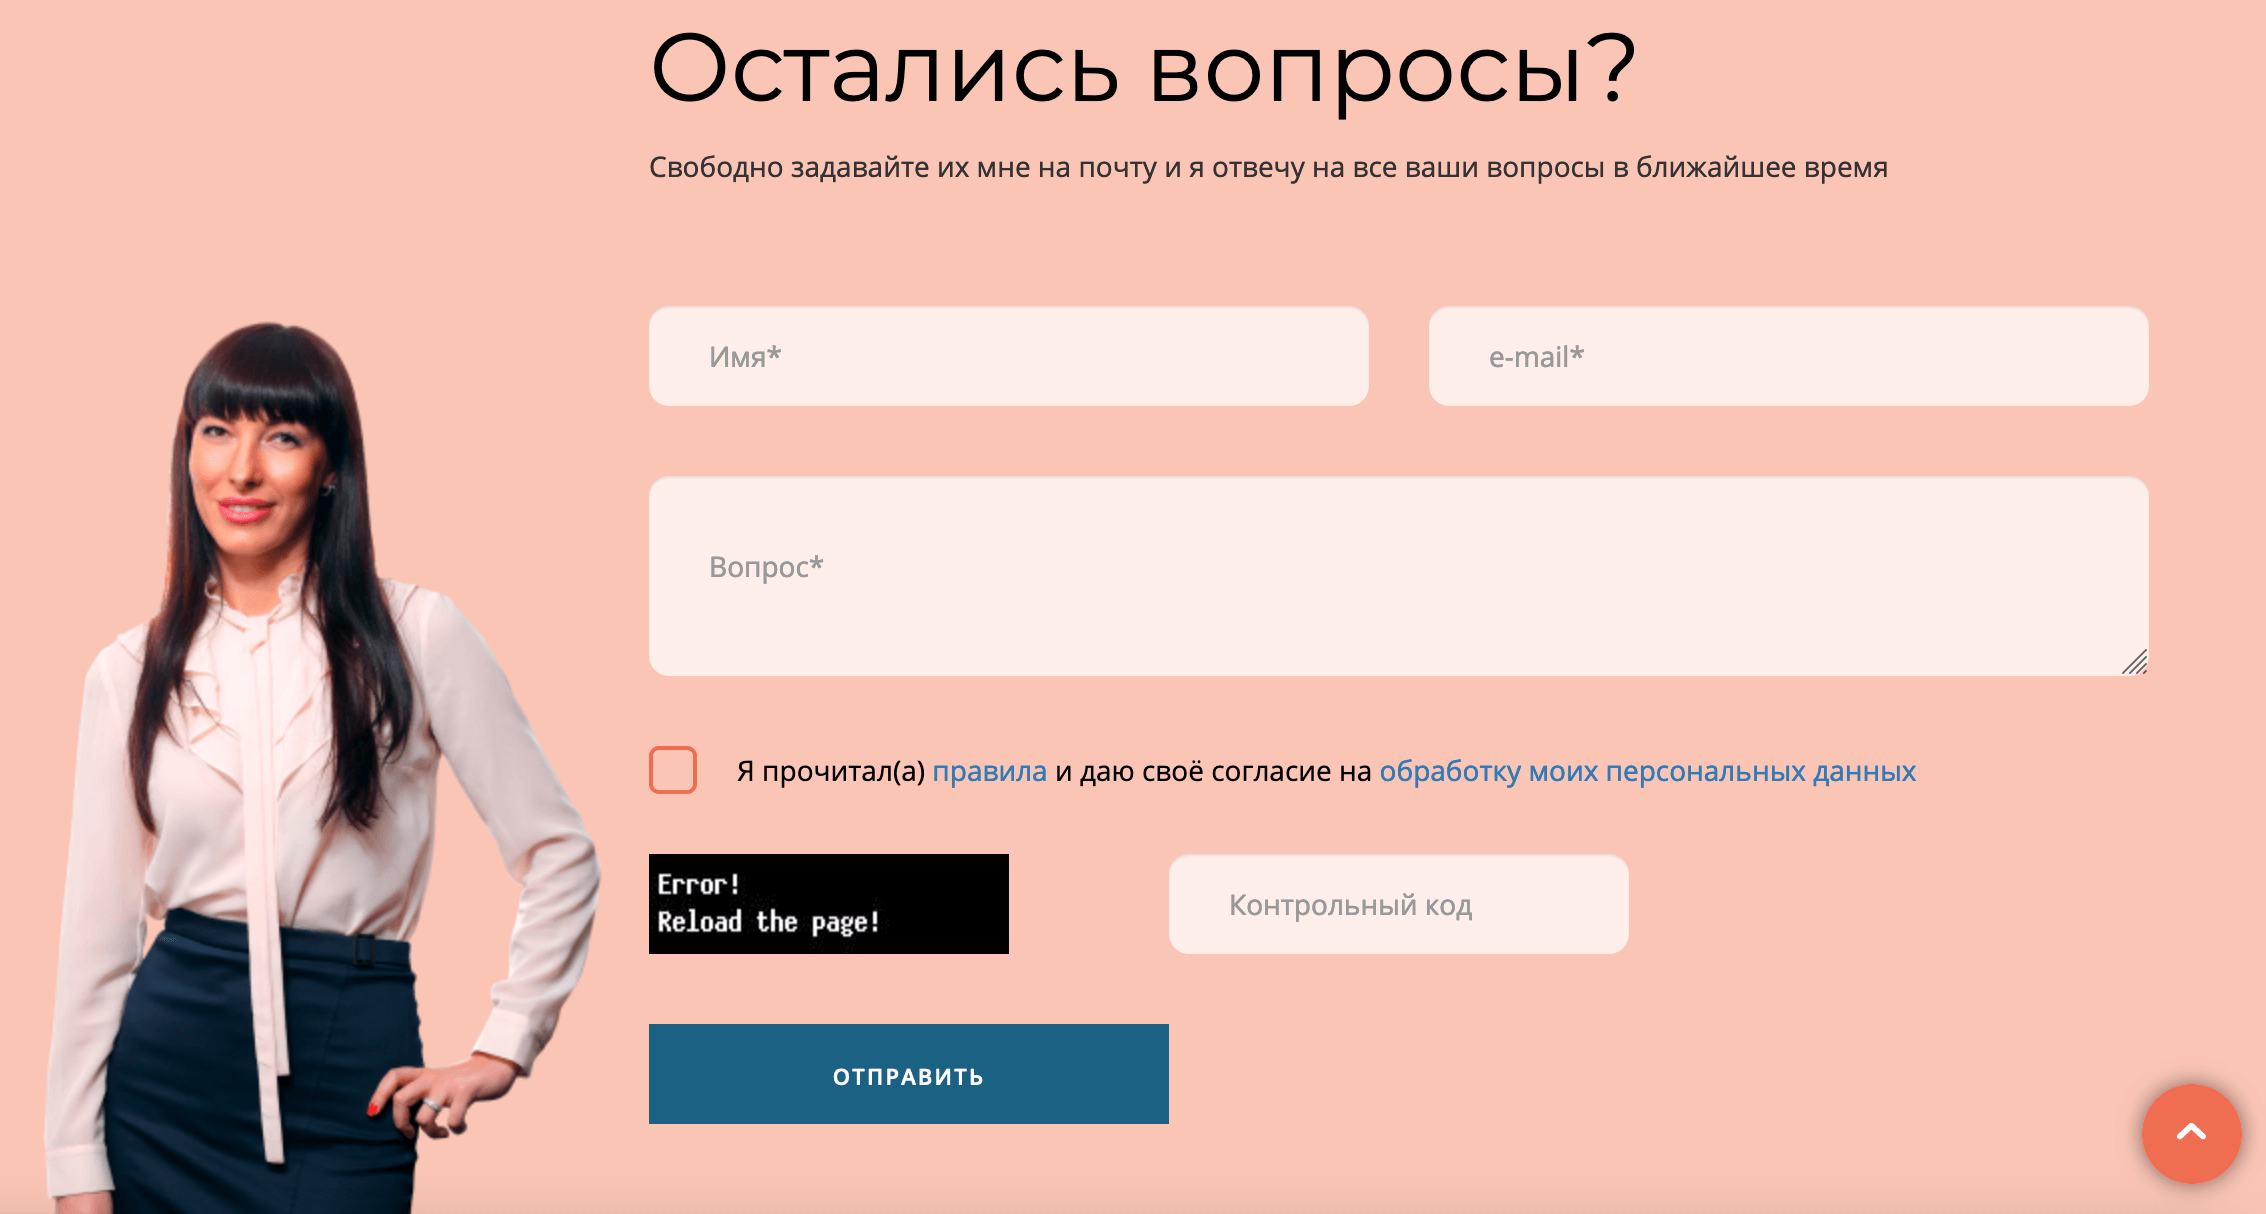 Остались вопросы?
Свободно задавайте их мне на почту и я отвечу на все ваши вопросы в ближайшее время
Имя*
e-mail*
Вопрос*
Я прочитал(а) правила и даю своё согласие на обработку моих персональных данных
Error!
Reload the page!
Контрольный код
ОТПРАВИТЬ